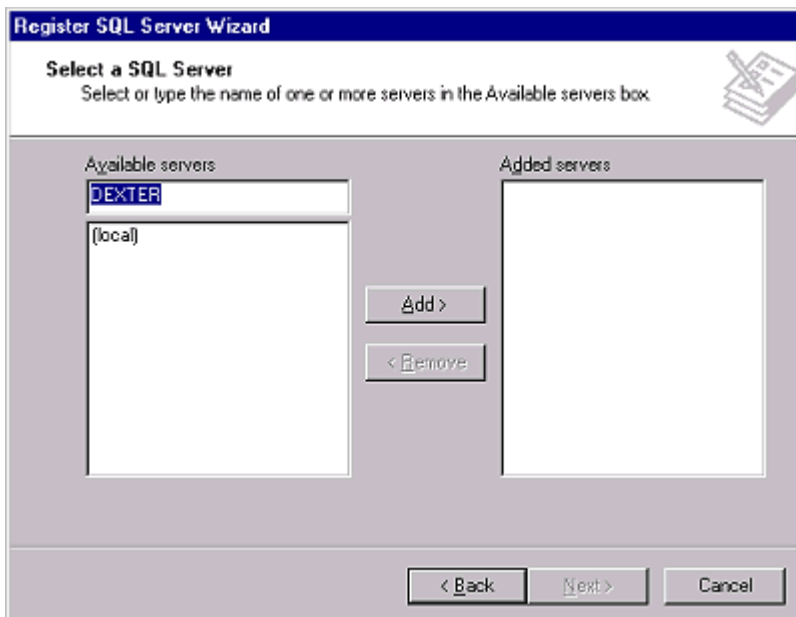 Register SQL Server Wizard
Select a SQL Server
Select or type the name of one or more servers in the Available servers box.
Available servers
Added servers
DEXTER
(local)
Add >
< Remove
< Back
Next >
Cancel